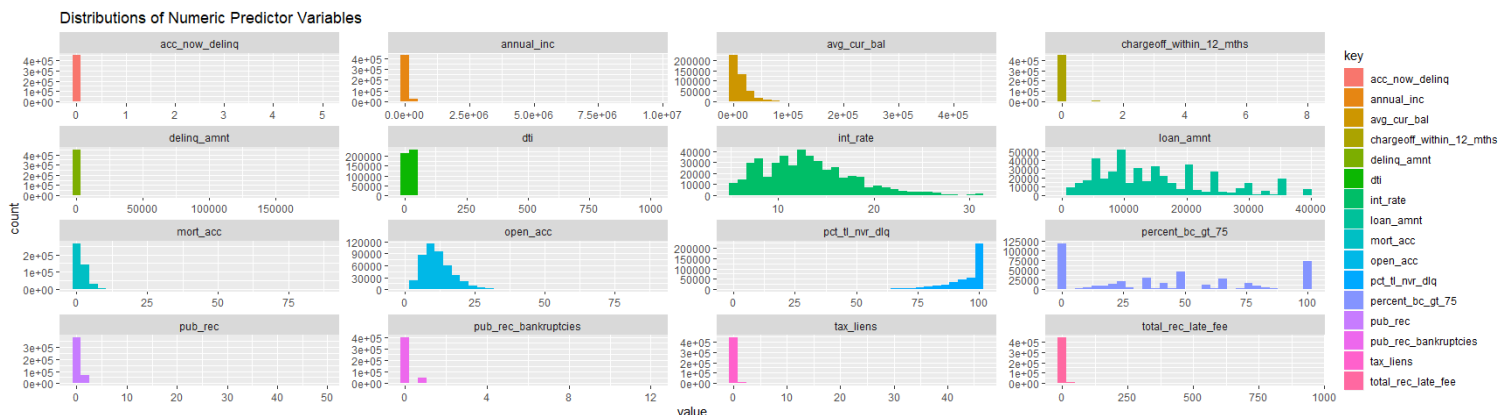 Distributions of Numeric Predictor Variables
acc_now_delinq annual_inc avg_cur_bal chargeoff_within_12_mths
4e+05 3e+05 2e+05 1e+05 0e+00
0 1 2 3 4 5
4e+05 3e+05 2e+05 1e+05 0e+00
0.0e+00 2.5e+06 5.0e+06 7.5e+06 1.0e+07
200000 150000 100000 50000 0
0e+00 1e+05 2e+05 3e+05 4e+05
4e+05 3e+05 2e+05 1e+05 0e+00
0 2 4 6 8
delinq_amnt dti int_rate loan_amnt
4e+05 3e+05 2e+05 1e+05 0e+00
0 50000 100000 150000
200000 150000 100000 50000 0
0 250 500 750 1000
40000 30000 20000 10000 0
10 20 30
50000 40000 30000 20000 10000 0
0 10000 20000 30000 40000
mort_acc open_acc pct_tl_nvr_dlq percent_bc_gt_75
2e+05 1e+05 0e+00
0 25 50 75
120000 90000 60000 30000 0
0 25 50 75
200000 150000 100000 50000 0
0 25 50 75 100
125000 100000 75000 50000 25000 0
0 25 50 75 100
pub_rec pub_rec_bankruptcies tax_liens total_rec_late_fee
3e+05 2e+05 1e+05 0e+00
0 10 20 30 40 50
4e+05 3e+05 2e+05 1e+05 0e+00
0 4 8 12
4e+05 3e+05 2e+05 1e+05 0e+00
0 10 20 30 40
4e+05 3e+05 2e+05 1e+05 0e+00
0 250 500 750 1000
count
value
key
acc_now_delinq
annual_inc
avg_cur_bal
chargeoff_within_12_mths
delinq_amnt
dti
int_rate
loan_amnt
mort_acc
open_acc
pct_tl_nvr_dlq
percent_bc_gt_75
pub_rec
pub_rec_bankruptcies
tax_liens
total_rec_late_fee